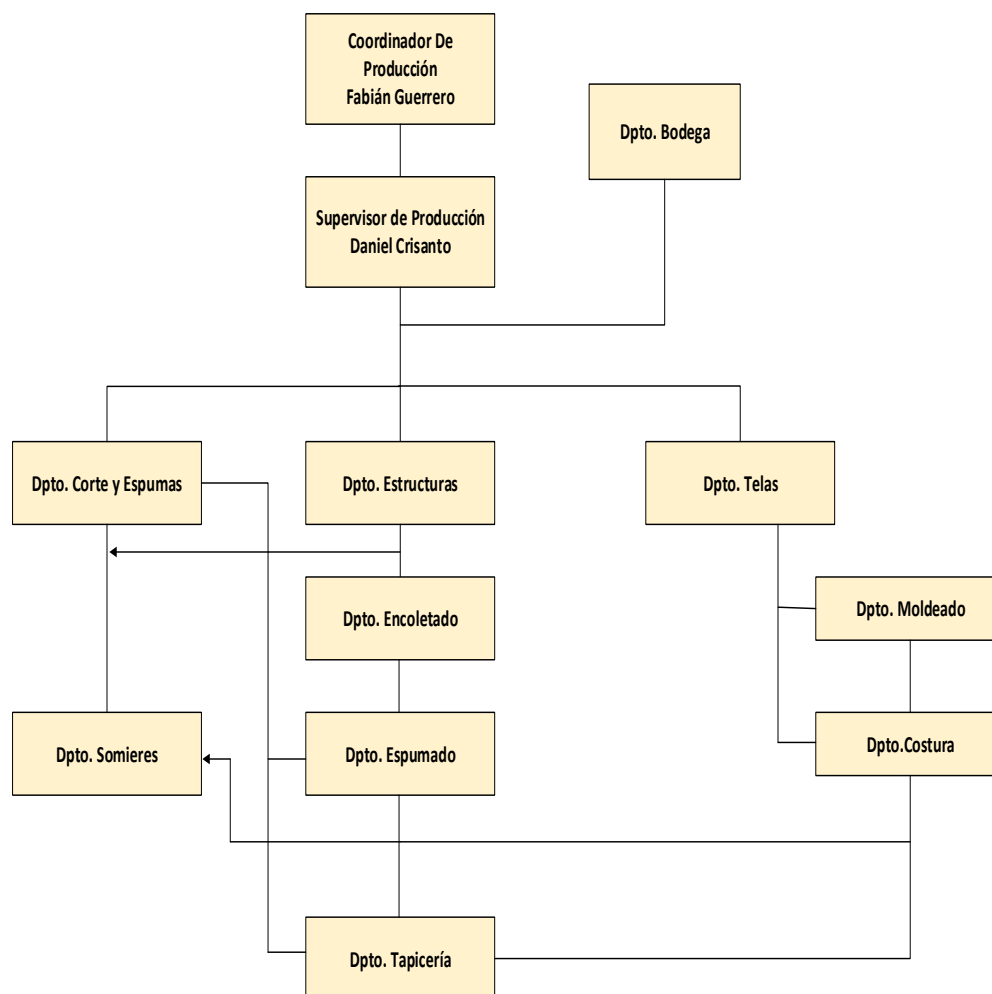 Coordinador De
Producción
Fabián Guerrero
Dpto. Bodega
Supervisor de Producción
Daniel Crisanto
Dpto. Corte y Espumas
Dpto. Estructuras
Dpto. Telas
Dpto. Encoletado
Dpto. Moldeado
Dpto. Somieres
Dpto. Espumado
Dpto.Costura
Dpto. Tapicería